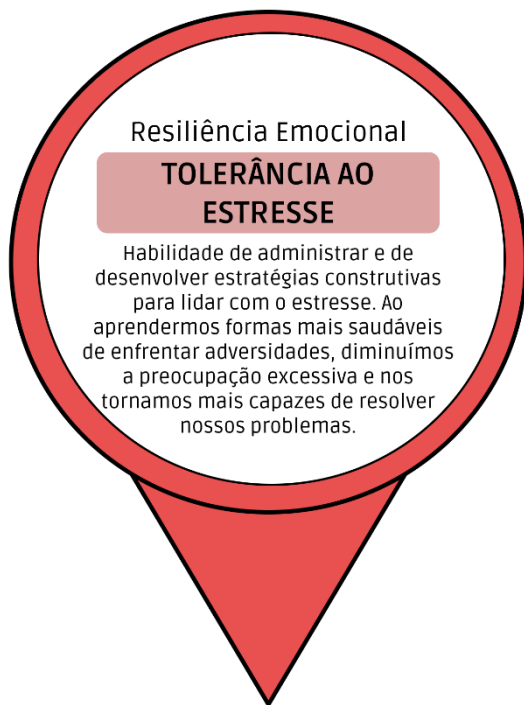 Resiliência Emocional
TOLERÂNCIA AO
ESTRESSE
Habilidade de administrar e de
desenvolver estratégias construtivas
para lidar com o estresse. Ao
aprendermos formas mais saudáveis
de enfrentar adversidades, diminuímos
a preocupação excessiva e nos
tornamos mais capazes de resolver
nossos problemas.